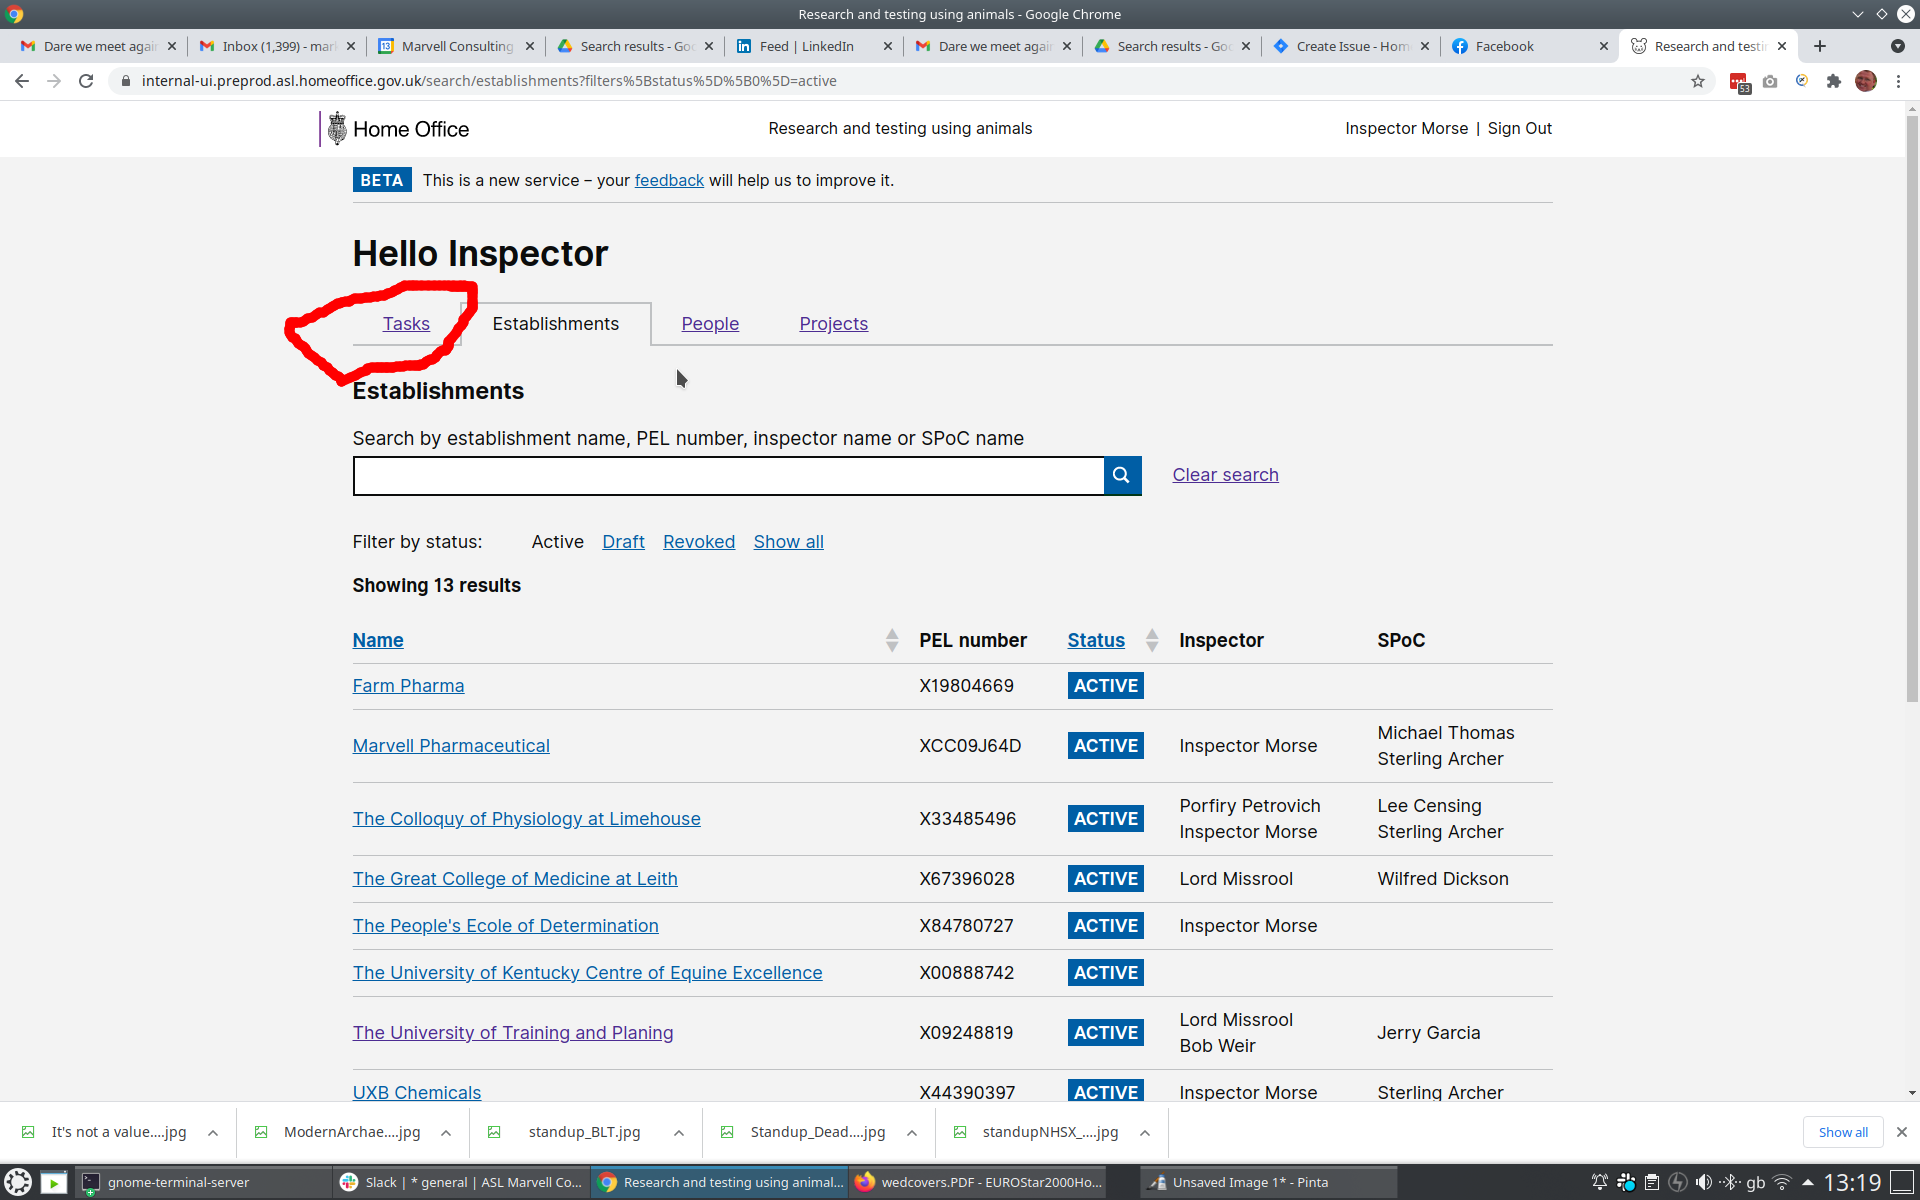 Research and testing using animals - Google Chrome
Dare we meet again
Inbox (1,399) - mar
Marvell Consulting
Search results - Goo
Feed | LinkedIn
Dare we meet again
Search results - Goo
Create Issue - Hom
Facebook
Research and testi
internal-ui.preprod.asl.homeoffice.gov.uk/search/establishments?filters%5Bstatus%5D%5B0%5D=active
53
Home Office
Research and testing using animals
Inspector Morse | Sign Out
BETA This is a new service – your feedback will help us to improve it.
Hello Inspector
Tasks Establishments People Projects
Establishments
Search by establishment name, PEL number, inspector name or SPoC name
Clear search
Filter by status: Active Draft Revoked Show all
Showing 13 results
Name PEL number Status Inspector SPoC
Farm Pharma X19804669 ACTIVE
Marvell Pharmaceutical XCC09J64D ACTIVE Inspector Morse Michael Thomas
Sterling Archer
The Colloquy of Physiology at Limehouse X33485496 ACTIVE Porfiry Petrovich Lee Censing
Inspector Morse Sterling Archer
The Great College of Medicine at Leith X67396028 ACTIVE Lord Missrool Wilfred Dickson
The People's Ecole of Determination X84780727 ACTIVE Inspector Morse
The University of Kentucky Centre of Equine Excellence X00888742 ACTIVE
The University of Training and Planing X09248819 ACTIVE Lord Missrool Jerry Garcia
Bob Weir
UXB Chemicals X44390397 ACTIVE Inspector Morse Sterling Archer
It's not a value....jpg
ModernArchae....jpg
standup_BLT.jpg
Standup_Dead....jpg
standupNHSX_....jpg
Show all
gnome-terminal-server
Slack | * general | ASL Marvell Co...
Research and testing using animal...
wedcovers.PDF - EUROStar2000Ho...
Unsaved Image 1* - Pinta
gb
13:19